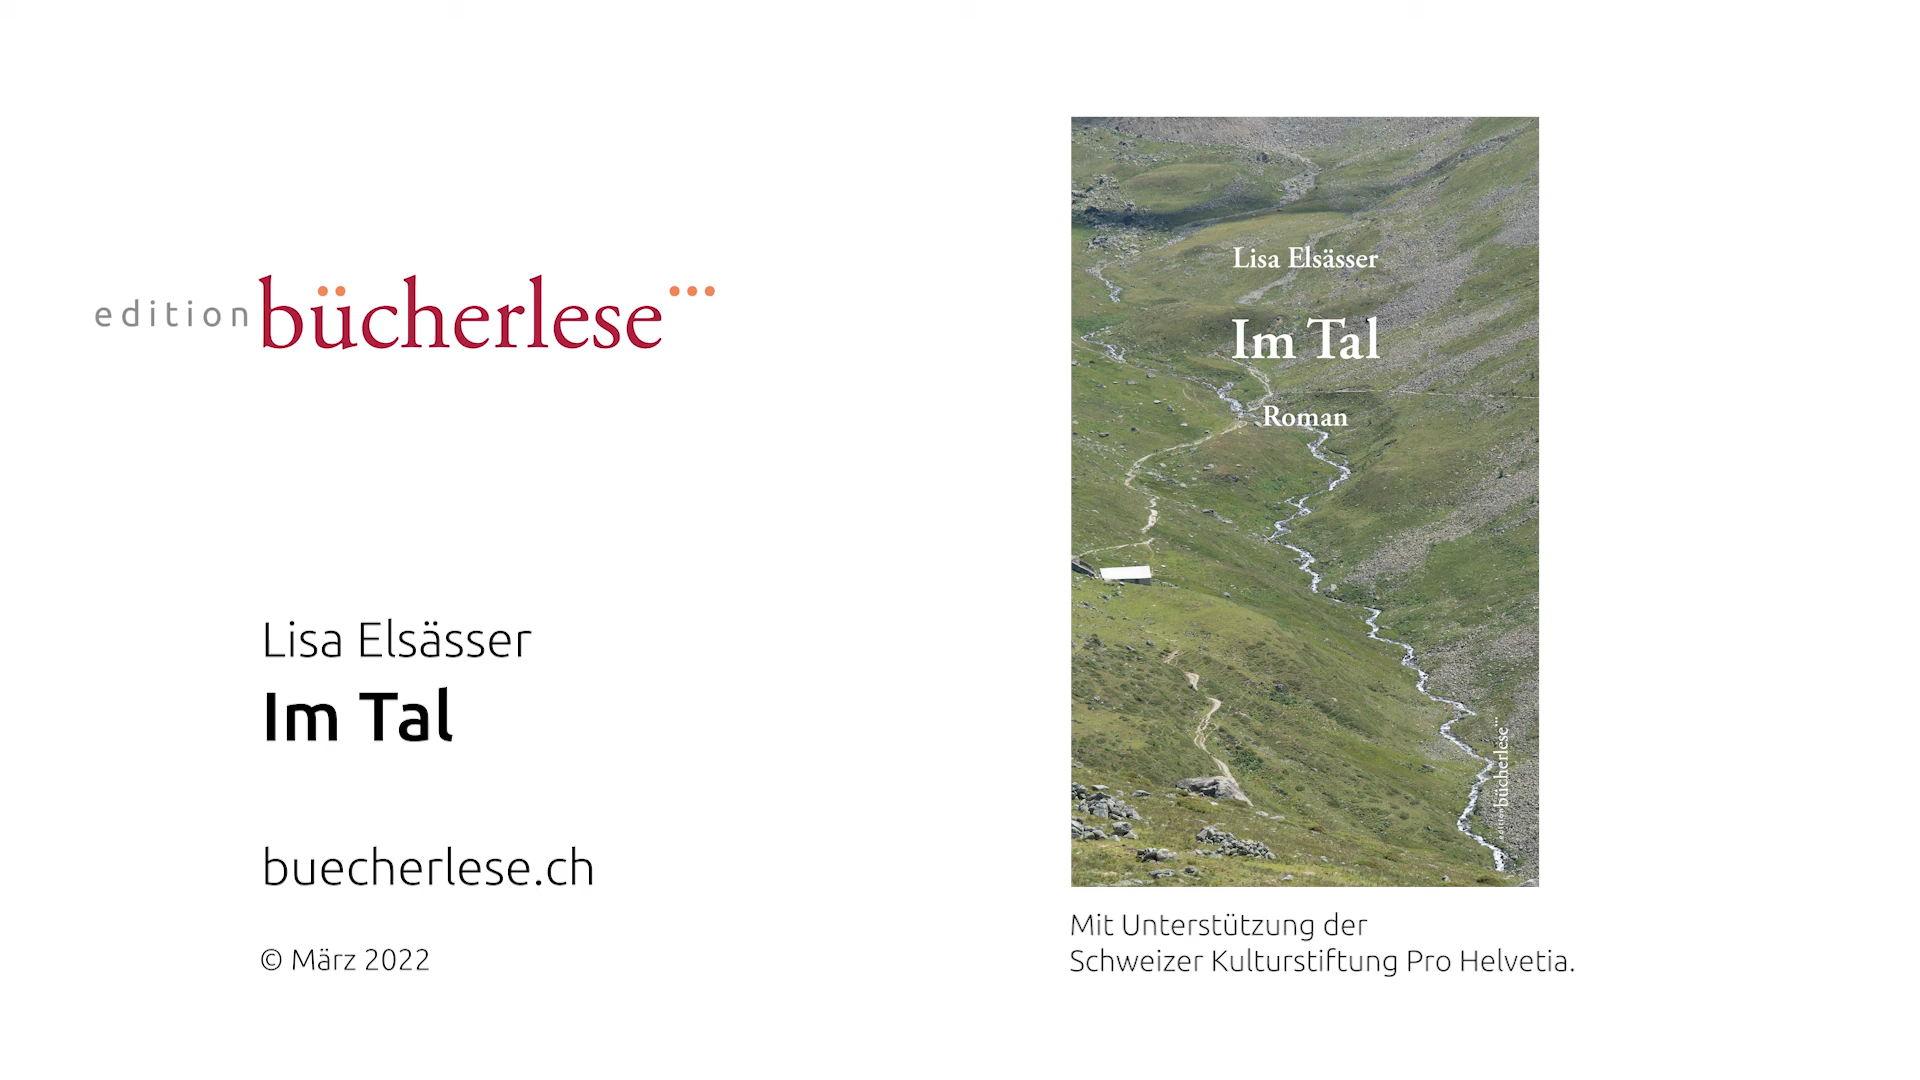 edition bücherlese...
Lisa Elsässer
Im Tal
buecherlese.ch
© März 2022
Lisa Elsässer
Im Tal
Roman
edition bücherlese...
Mit Unterstützung der
Schweizer Kulturstiftung Pro Helvetia.